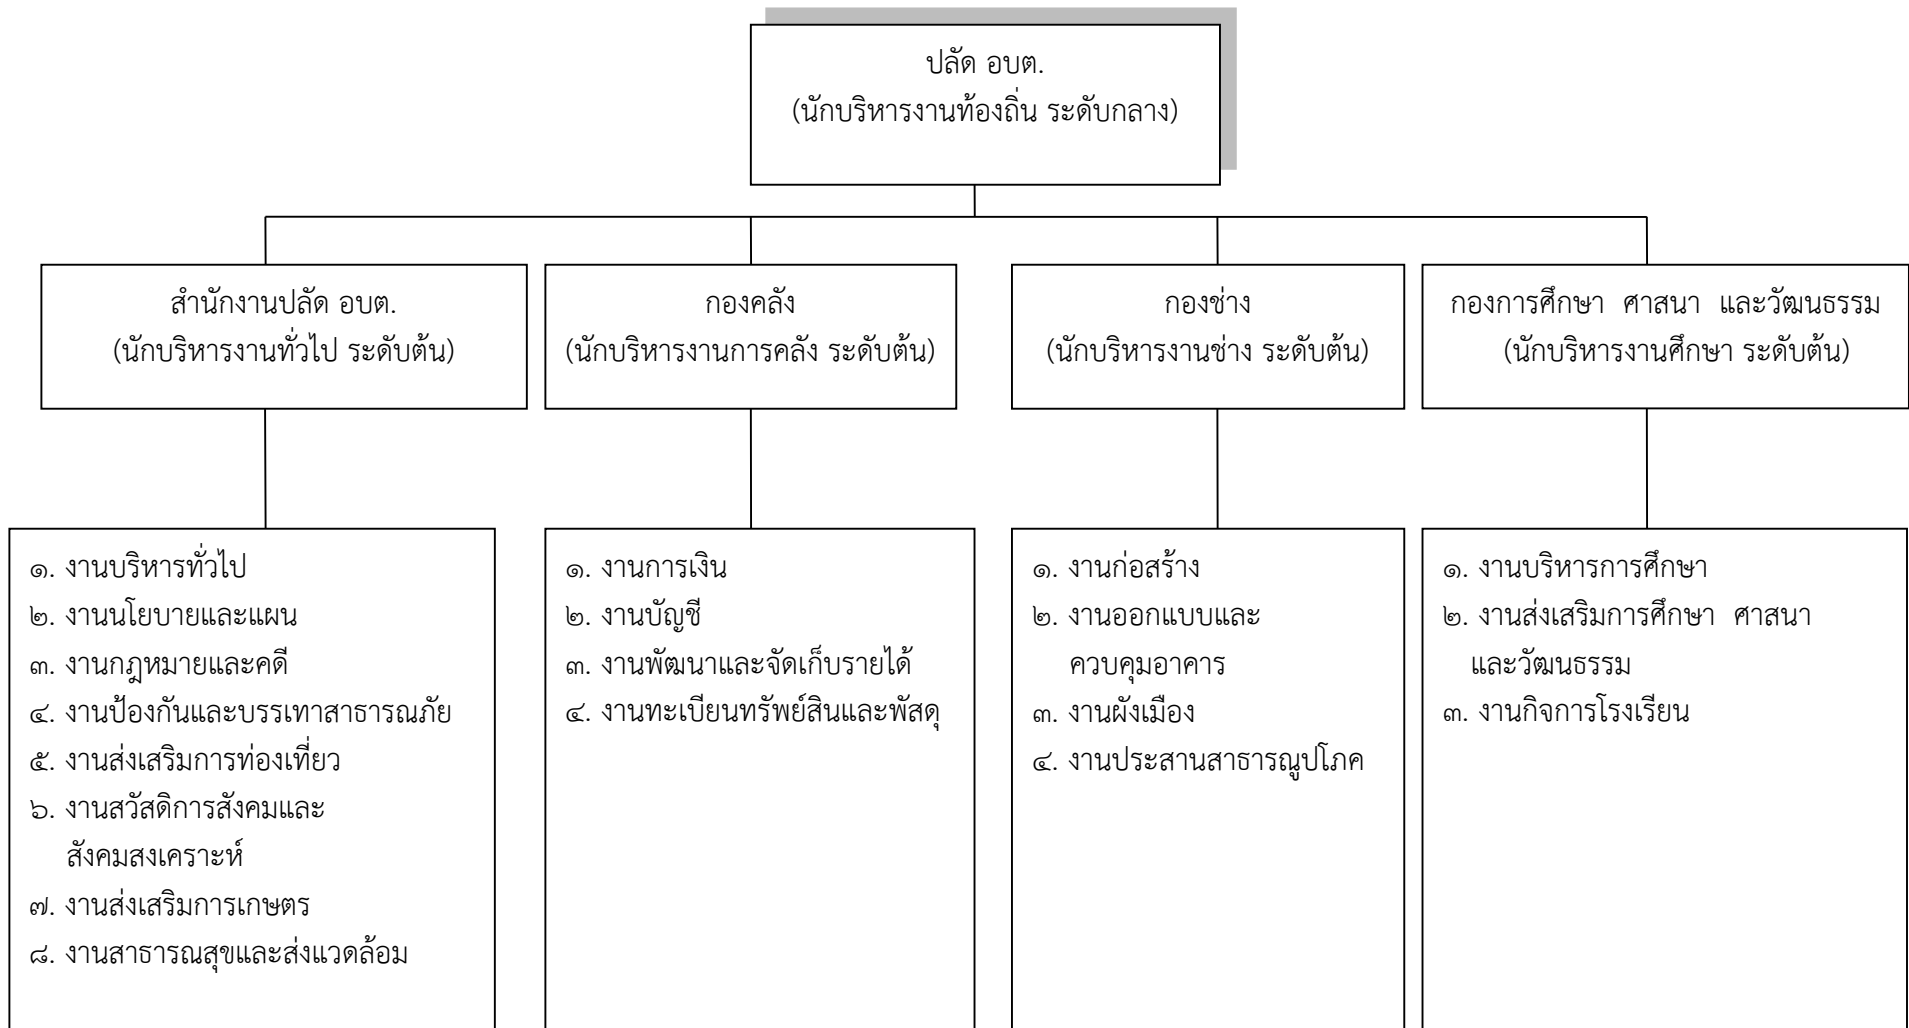 ปลัด อบต.
(นักบริหารงานท้องถิ่น ระดับกลาง)
สำนักงานปลัด อบต.
(นักบริหารงานทั่วไป ระดับต้น)
กองคลัง
(นักบริหารงานการคลัง ระดับต้น)
กองช่าง
(นักบริหารงานช่าง ระดับต้น)
กองการศึกษา ศาสนา และวัฒนธรรม
(นักบริหารงานศึกษา ระดับต้น)
๑. งานบริหารทั่วไป
๒. งานนโยบายและแผน
๓. งานกฎหมายและคดี
๔. งานป้องกันและบรรเทาสาธารณภัย
๕. งานส่งเสริมการท่องเที่ยว
๖. งานสวัสดิการสังคมและ
สังคมสงเคราะห์
๗. งานส่งเสริมการเกษตร
๘. งานสาธารณสุขและส่งแวดล้อม
๑. งานการเงิน
๒. งานบัญชี
๓. งานพัฒนาและจัดเก็บรายได้
๔. งานทะเบียนทรัพย์สินและพัสดุ
๑. งานก่อสร้าง
๒. งานออกแบบและ
ควบคุมอาคาร
๓. งานผังเมือง
๔. งานประสานสาธารณูปโภค
๑. งานบริหารการศึกษา
๒. งานส่งเสริมการศึกษา ศาสนา
และวัฒนธรรม
๓. งานกิจการโรงเรียน